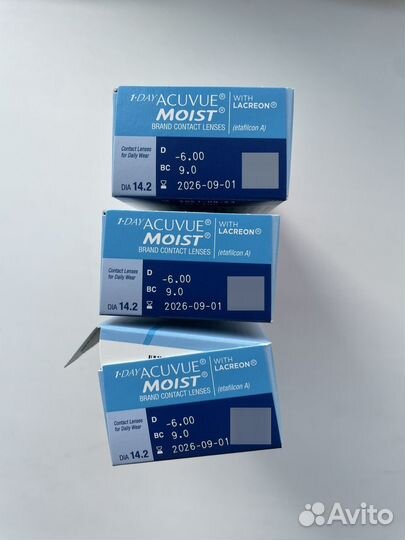 1·DAY ACUVUE® WITH
MOIST® LACREON®
BRAND CONTACT LENSES (etafilcon A)
Contact Lenses
for Daily Wear
D -6.00
BC 9.0
2026-09-01
DIA 14.2
1·DAY ACUVUE® WITH
MOIST® LACREON®
BRAND CONTACT LENSES (etafilcon A)
Contact Lenses
for Daily Wear
D -6.00
BC 9.0
2026-09-01
DIA 14.2
1·DAY ACUVUE® WITH
MOIST® LACREON®
BRAND CONTACT LENSES (etafilcon A)
Contact Lenses
for Daily Wear
D -6.00
BC 9.0
2026-09-01
DIA 14.2
Avito